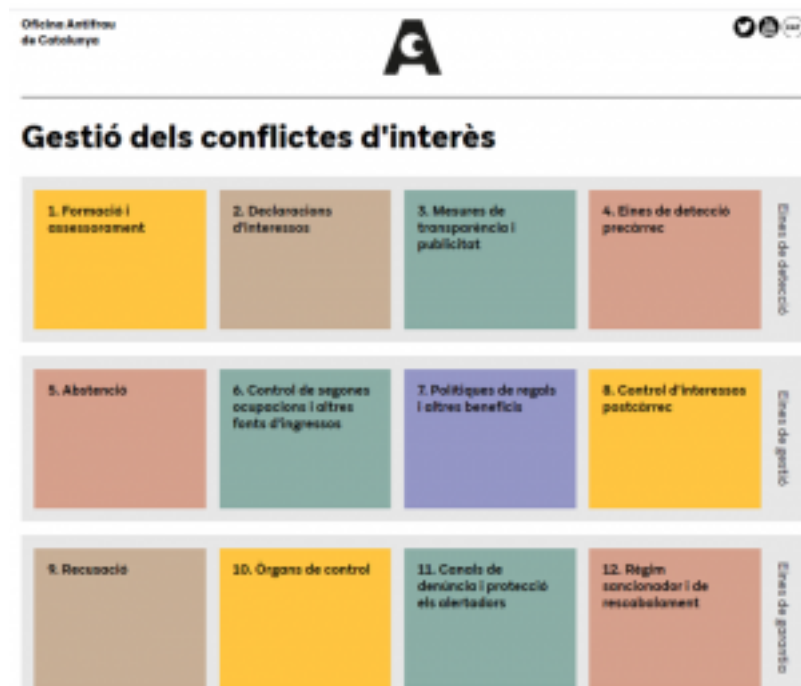 Oficina Antifrau
de Catalunya
Gestió dels conflictes d'interès
1. Formació i
assessorament
2. Declaracions
d'interessos
3. Mesures de
transparència i
publicitat
4. Eines de detecció
precàrrec
Eines de detecció
5. Abstenció
6. Control de segones
ocupacions i altres
fonts d'ingressos
7. Polítiques de regals
i altres beneficis
8. Control d'interessos
postcàrrec
Eines de gestió
9. Recusació
10. Òrgans de control
11. Canals de
denúncia i protecció
els alertadors
12. Règim
sancionador i de
rescabalament
Eines de garantia